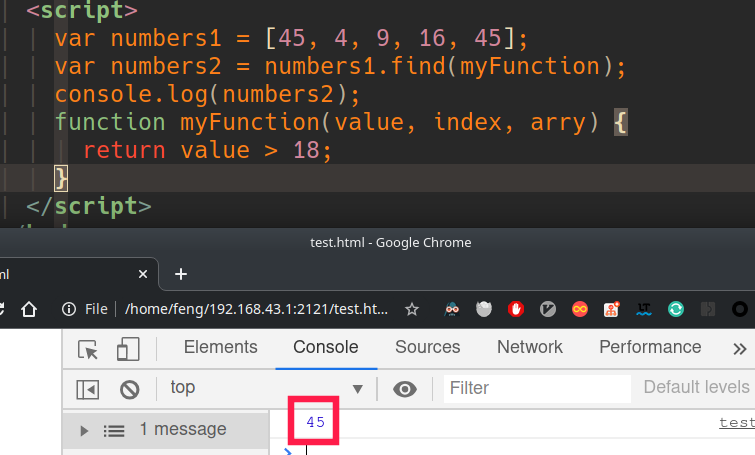 <script>
var numbers1 = [45, 4, 9, 16, 45];
var numbers2 = numbers1.find(myFunction);
console.log(numbers2);
function myFunction(value, index, arry) {
return value > 18;
}
</script>
test.html - Google Chrome
ml
File /home/feng/192.168.43.1:2121/test.ht...
Elements Console Sources Network Performance
top Filter Default levels
1 message 45 test